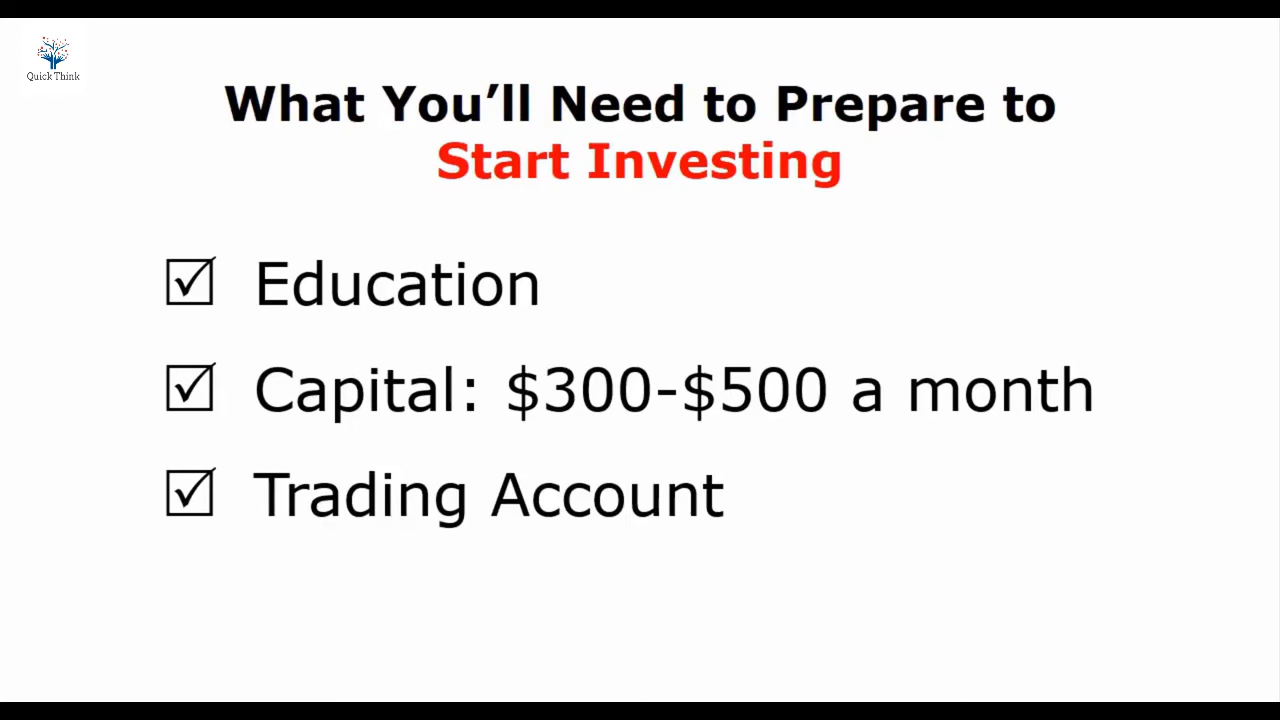 Quick Think
What You’ll Need to Prepare to
Start Investing
Education
Capital: $300-$500 a month
Trading Account